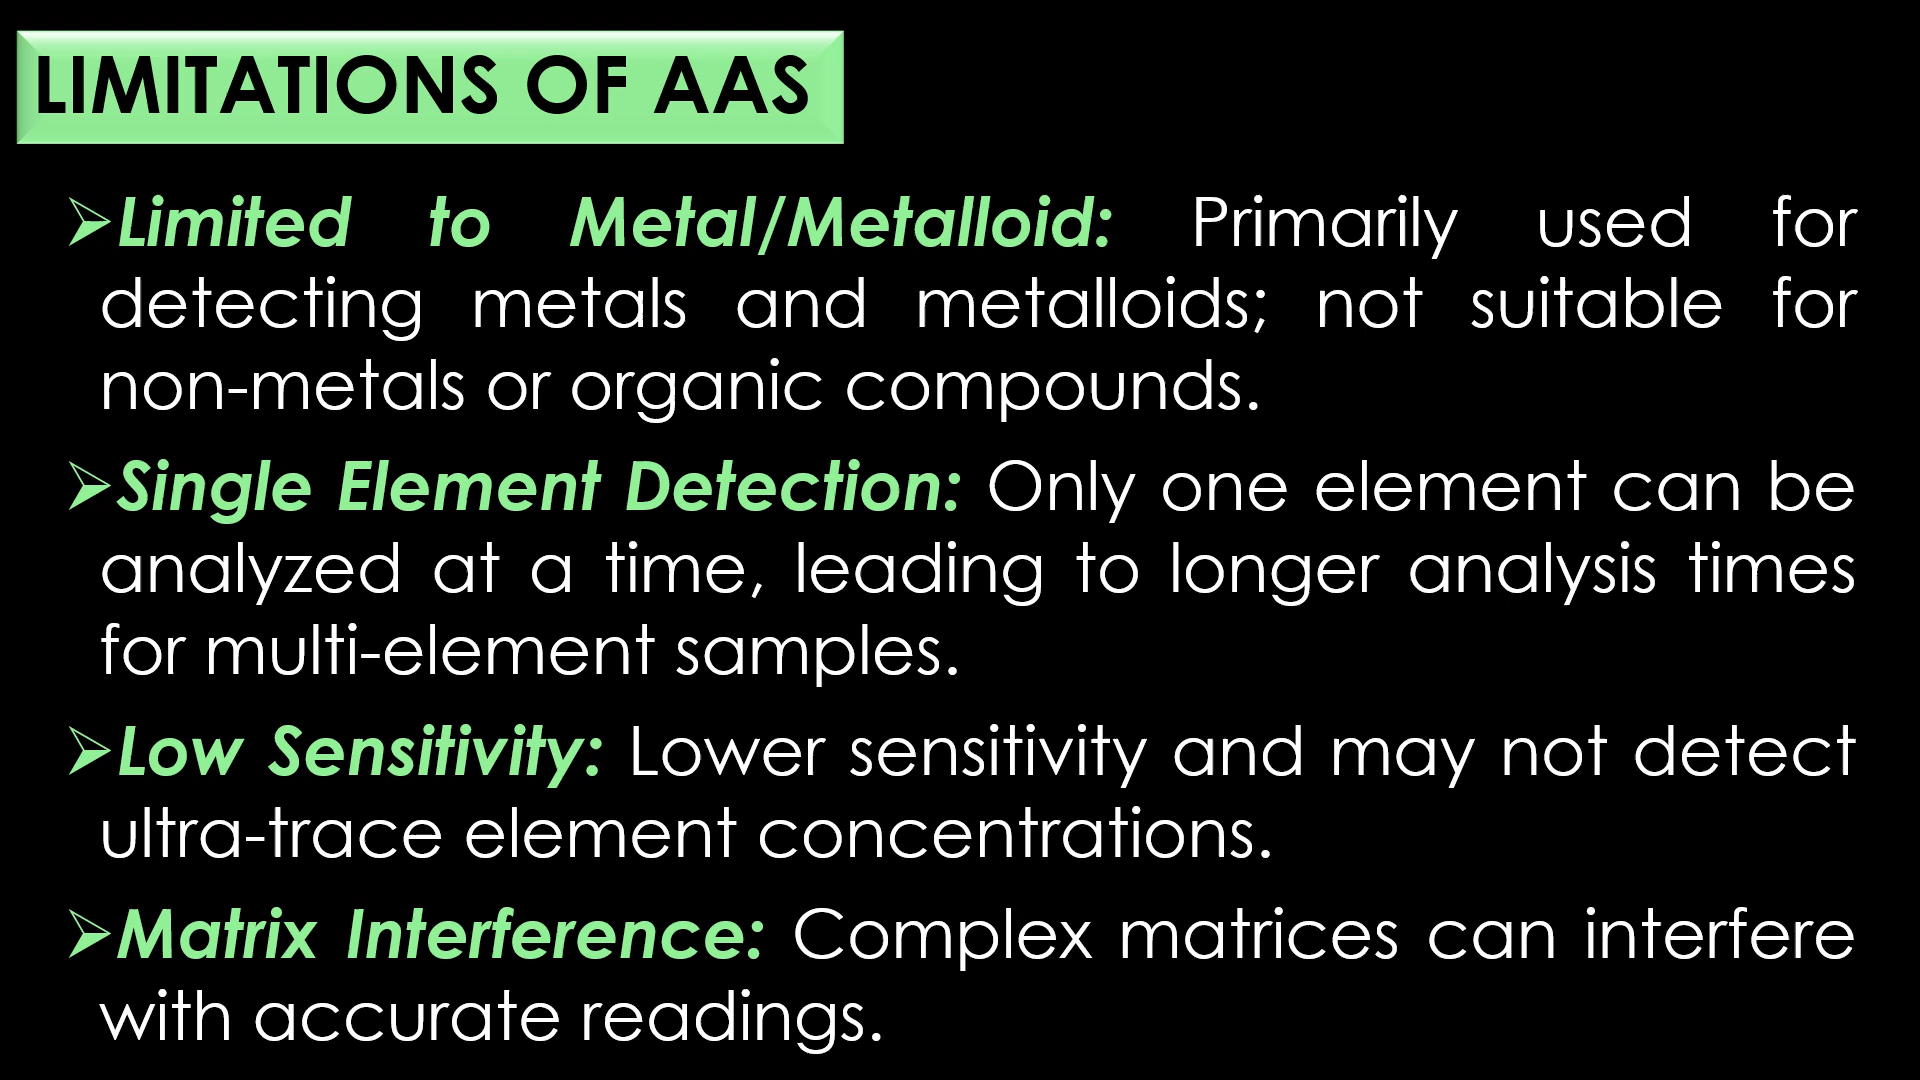 LIMITATIONS OF AAS
➢Limited to Metal/Metalloid: Primarily used for
detecting metals and metalloids; not suitable for
non-metals or organic compounds.
➢Single Element Detection: Only one element can be
analyzed at a time, leading to longer analysis times
for multi-element samples.
➢Low Sensitivity: Lower sensitivity and may not detect
ultra-trace element concentrations.
➢Matrix Interference: Complex matrices can interfere
with accurate readings.